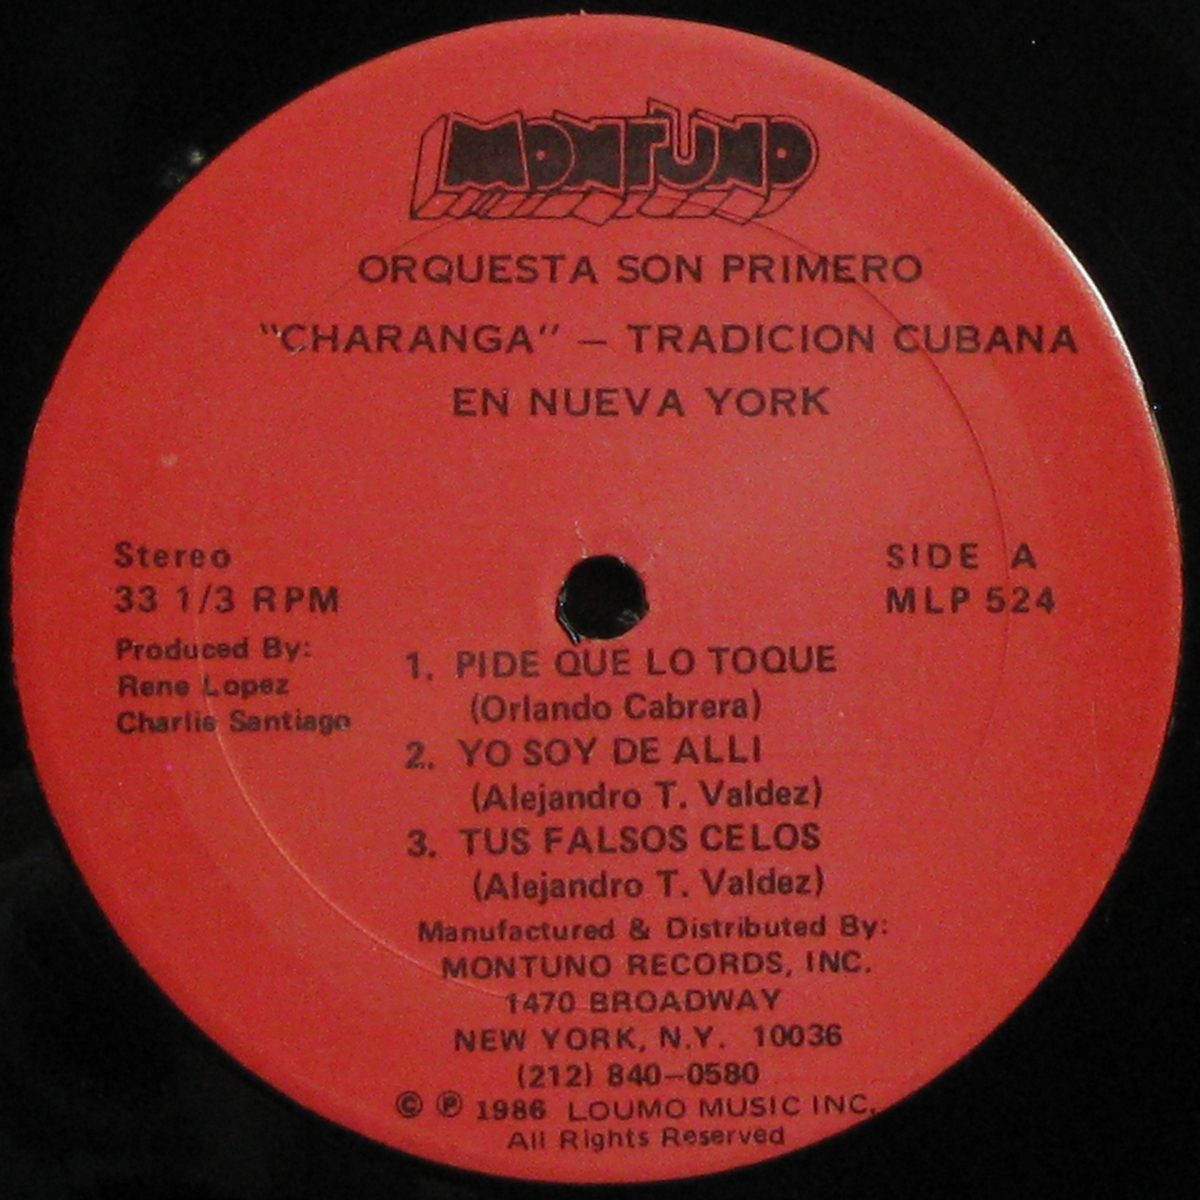 MONTUNO
ORQUESTA SON PRIMERO
"CHARANGA" – TRADICION CUBANA
EN NUEVA YORK
Stereo
33 1/3 RPM
Produced By:
Rene Lopez
Charlie Santiago
SIDE A
MLP 524
1. PIDE QUE LO TOQUE
(Orlando Cabrera)
2. YO SOY DE ALLI
(Alejandro T. Valdez)
3. TUS FALSOS CELOS
(Alejandro T. Valdez)
Manufactured & Distributed By:
MONTUNO RECORDS, INC.
1470 BROADWAY
NEW YORK, N.Y. 10036
(212) 840–0580
© ℗ 1986 LOUMO MUSIC INC.
All Rights Reserved